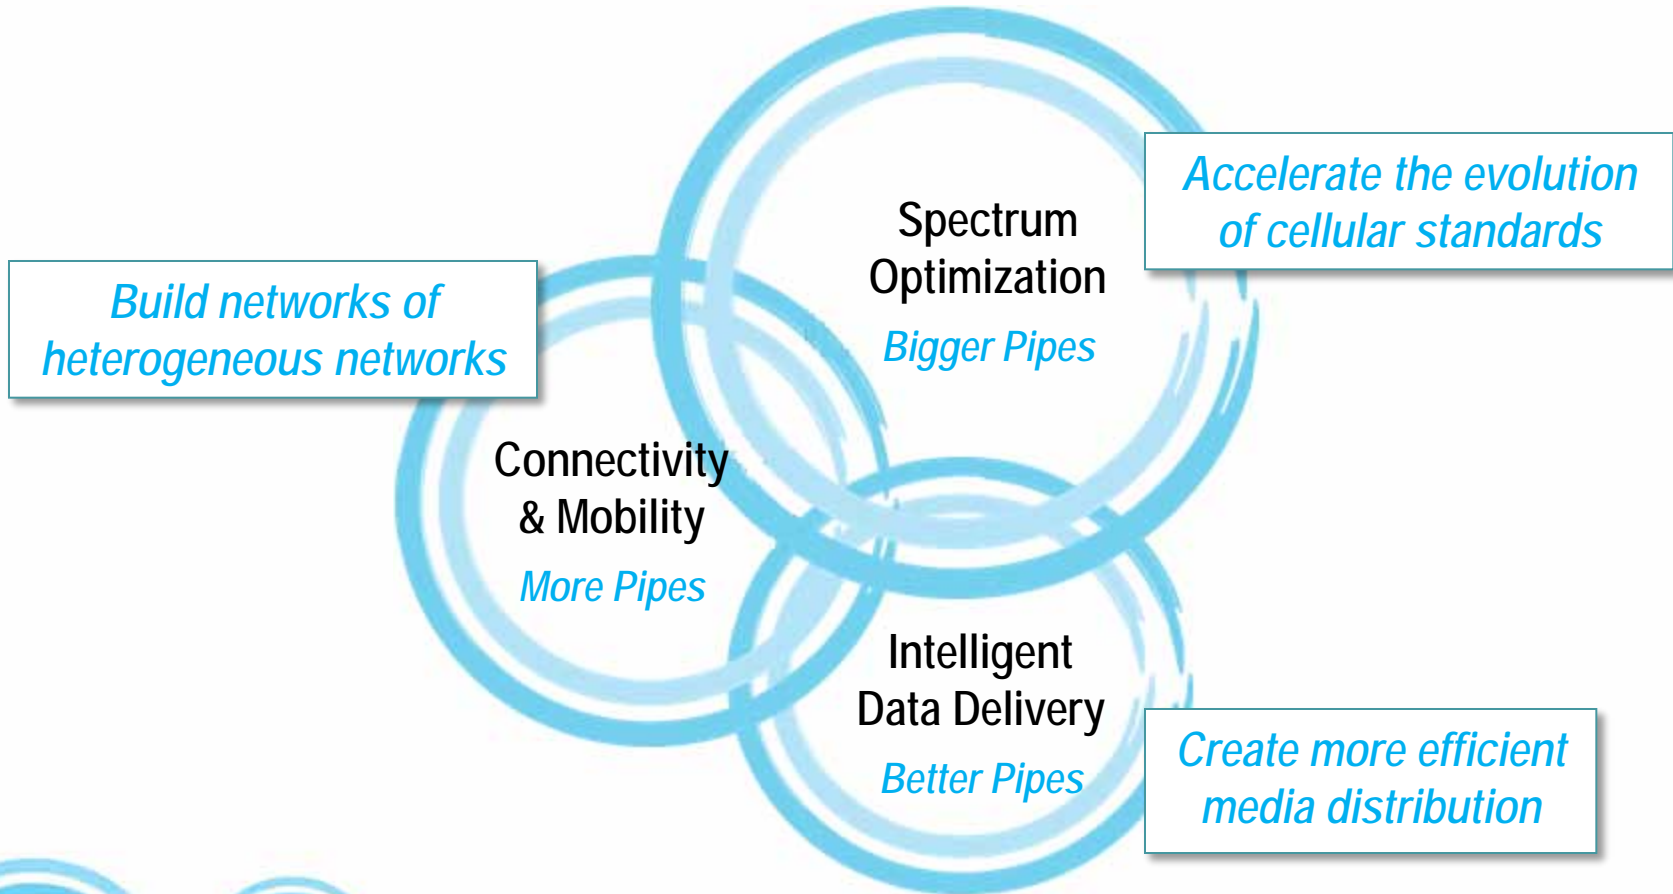 Spectrum
Optimization
Bigger Pipes
Accelerate the evolution
of cellular standards
Build networks of
heterogeneous networks
Connectivity
& Mobility
More Pipes
Intelligent
Data Delivery
Better Pipes
Create more efficient
media distribution